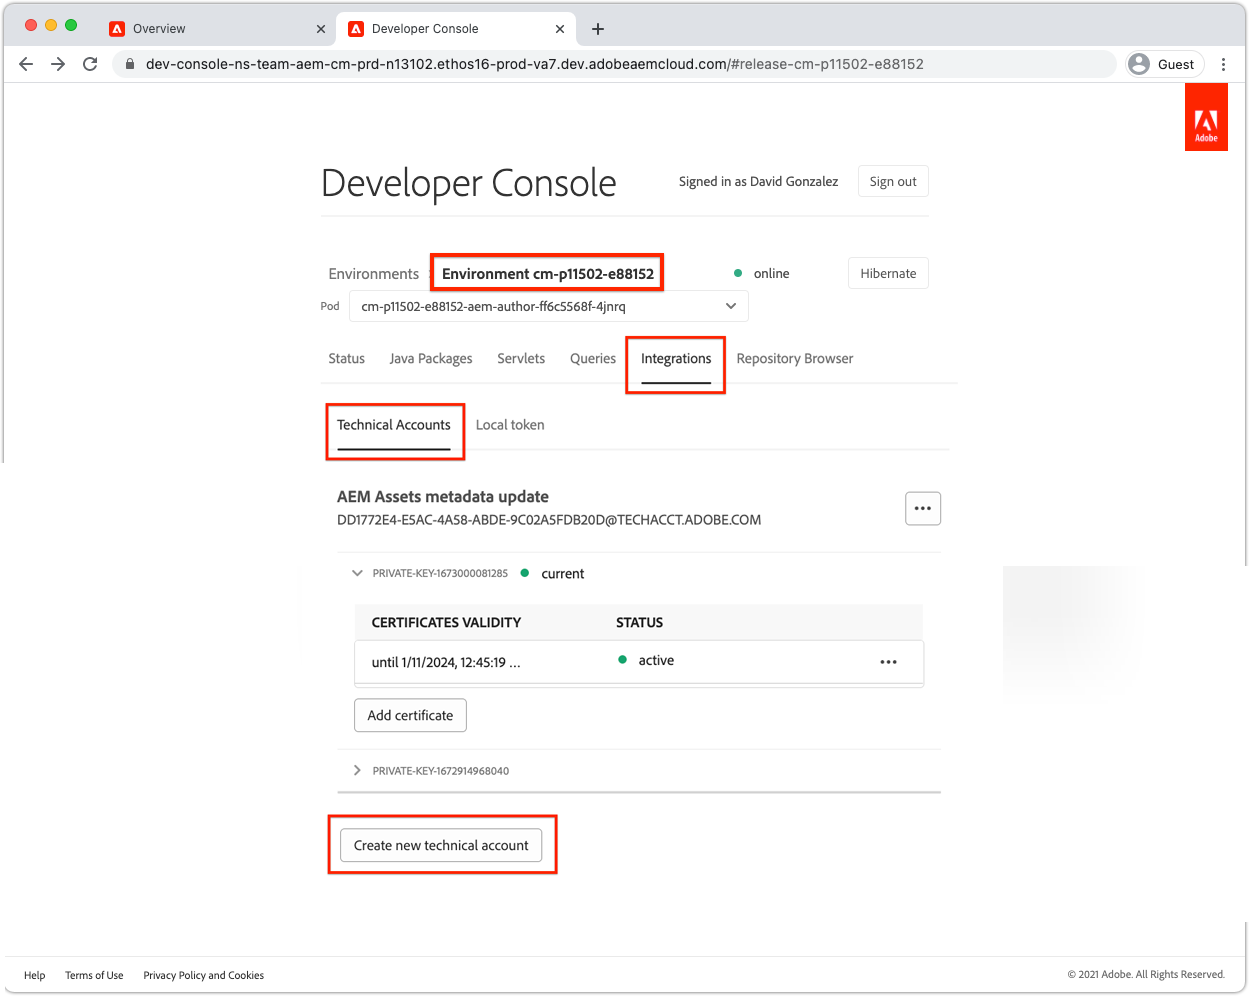 Overview
Developer Console
dev-console-ns-team-aem-cm-prd-n13102.ethos16-prod-va7.dev.adobeaemcloud.com/#release-cm-p11502-e88152
Guest
Adobe
Developer Console
Signed in as David Gonzalez
Sign out
Environments
Environment cm-p11502-e88152
online
Hibernate
Pod
cm-p11502-e88152-aem-author-ff6c5568f-4jnrq
Status
Java Packages
Servlets
Queries
Integrations
Repository Browser
Technical Accounts
Local token
AEM Assets metadata update
DD1772E4-E5AC-4A58-ABDE-9C02A5FDB20D@TECHACCT.ADOBE.COM
PRIVATE-KEY-1673000081285
current
CERTIFICATES VALIDITY
STATUS
until 1/11/2024, 12:45:19 ...
active
Add certificate
PRIVATE-KEY-1672914968040
Create new technical account
Help
Terms of Use
Privacy Policy and Cookies
© 2021 Adobe. All Rights Reserved.